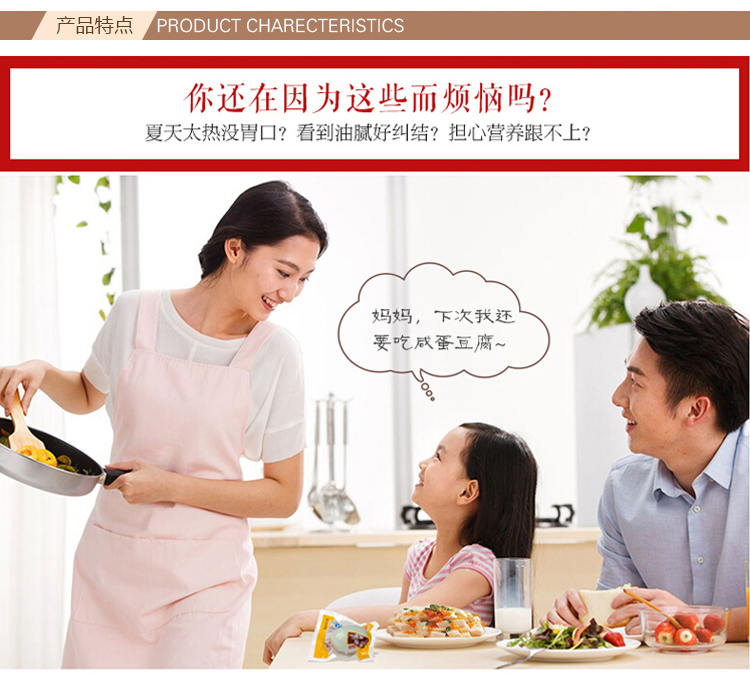 产品特点 PRODUCT CHARECTERISTICS
你还在因为这些而烦恼吗?
夏天太热没胃口? 看到油腻好纠结? 担心营养跟不上?
妈妈，下次我还
要吃咸蛋豆腐~